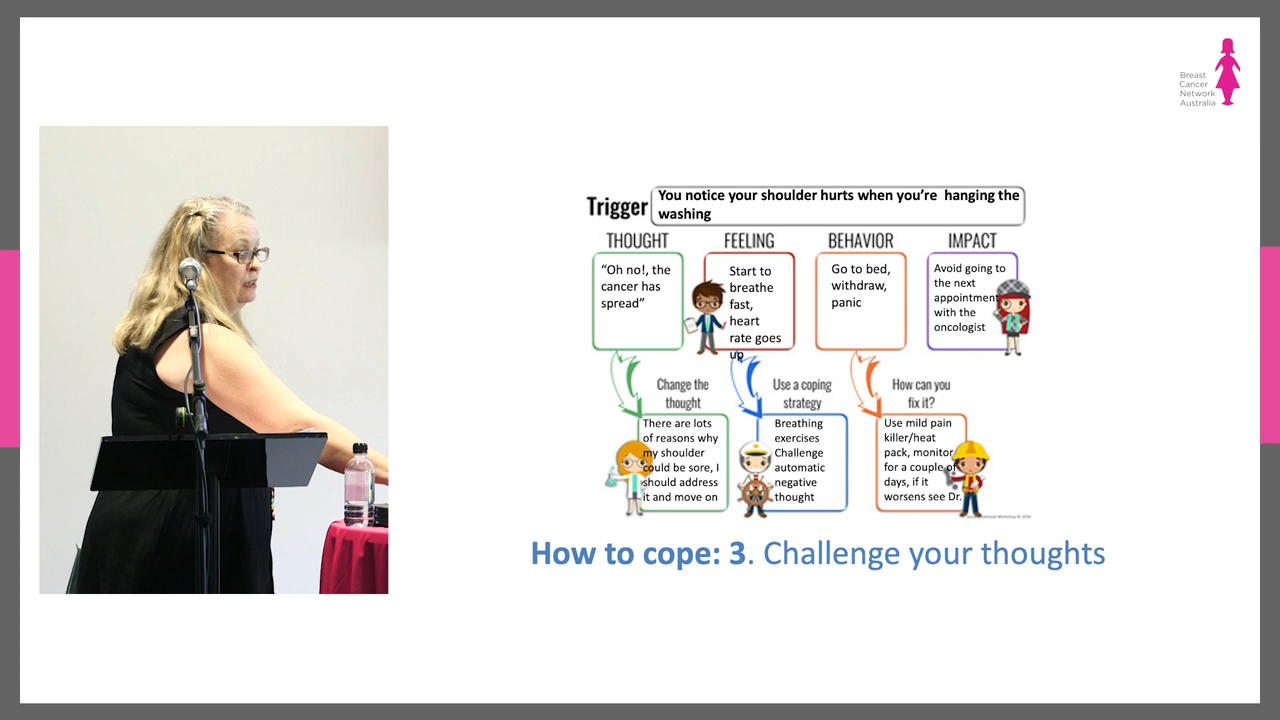 Breast
Cancer
Network
Australia
Trigger
You notice your shoulder hurts when you’re  hanging the
washing
THOUGHT
FEELING
BEHAVIOR
IMPACT
“Oh no!, the
cancer has
spread”
Start to
breathe
fast,
heart
rate goes
up
Go to bed,
withdraw,
panic
Avoid going to
the next
appointment
with the
oncologist
Change the
thought
Use a coping
strategy
How can you
fix it?
There are lots
of reasons why
my shoulder
could be sore, I
should address
it and move on
Breathing
exercises
Challenge
automatic
negative
thought
Use mild pain
killer/heat
pack, monitor
for a couple of
days, if it
worsens see Dr.
How to cope: 3. Challenge your thoughts